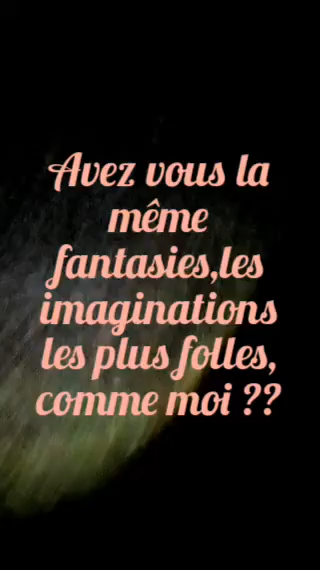 Avez vous la
même
fantasies,les
imaginations
les plus folles,
comme moi ??